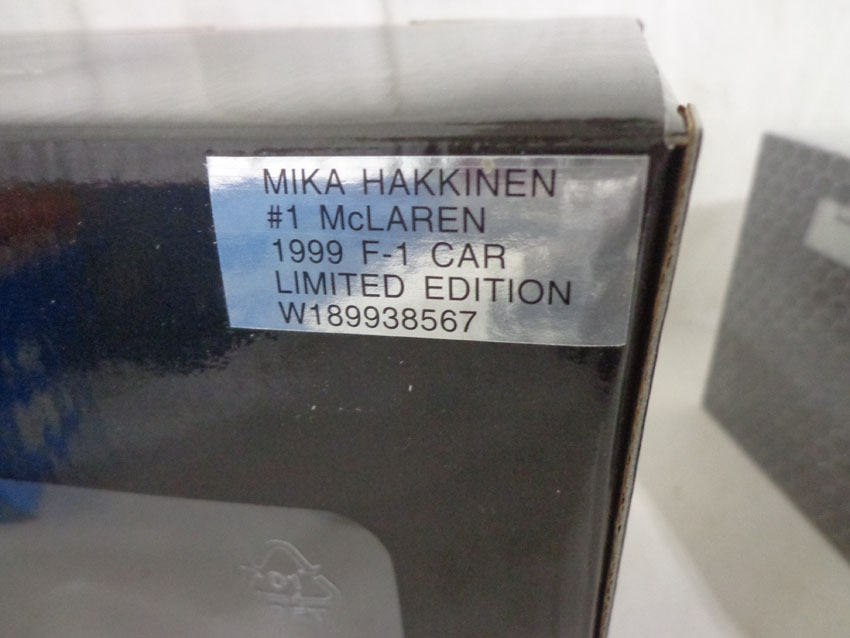 MIKA HAKKINEN
#1 McLAREN
1999 F-1 CAR
LIMITED EDITION
W189938567